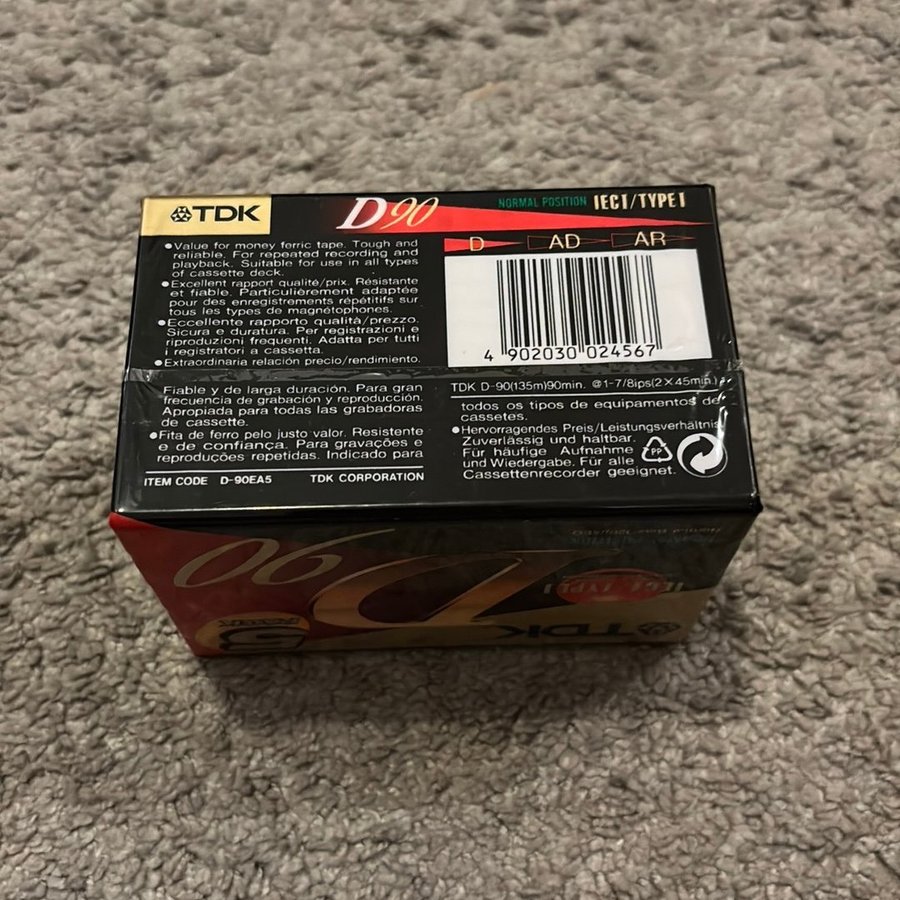 TDK
D90
NORMAL POSITION IECI/TYPE I
D AD AR
•Value for money ferric tape. Tough and
reliable. For repeated recording and
playback. Suitable for use in all types
of cassette deck.
•Excellent rapport qualité/prix. Résistante
et fiable. Particulièrement adaptée
pour des enregistrements répétitifs sur
tous les types de magnétophones.
•Eccellente rapporto qualità/prezzo.
Sicura e duratura. Per registrazioni e
riproduzioni frequenti. Adatta per tutti
i registratori a cassetta.
•Extraordinaria relación precio/rendimiento.
Fiable y de larga duración. Para gran
frecuencia de grabación y reproducción.
Apropiada para todas las grabadoras
de cassette.
•Fita de ferro pelo justo valor. Resistente
e de confiança. Para gravações e
reproduções repetidas. Indicado para
ITEM CODE D-90EA5 TDK CORPORATION
4 902030 024567
TDK D-90(135m)90min. @1-7/8ips(2×45min.)
todos os tipos de equipamentos de
cassetes.
•Hervorragendes Preis/Leistungsverhältnis
Zuverlässig und haltbar.
Für häufige Aufnahme
und Wiedergabe. Für alle
Cassettenrecorder geeignet.
PP
D 90
IECI/TYPE I
5 PACK
TDK